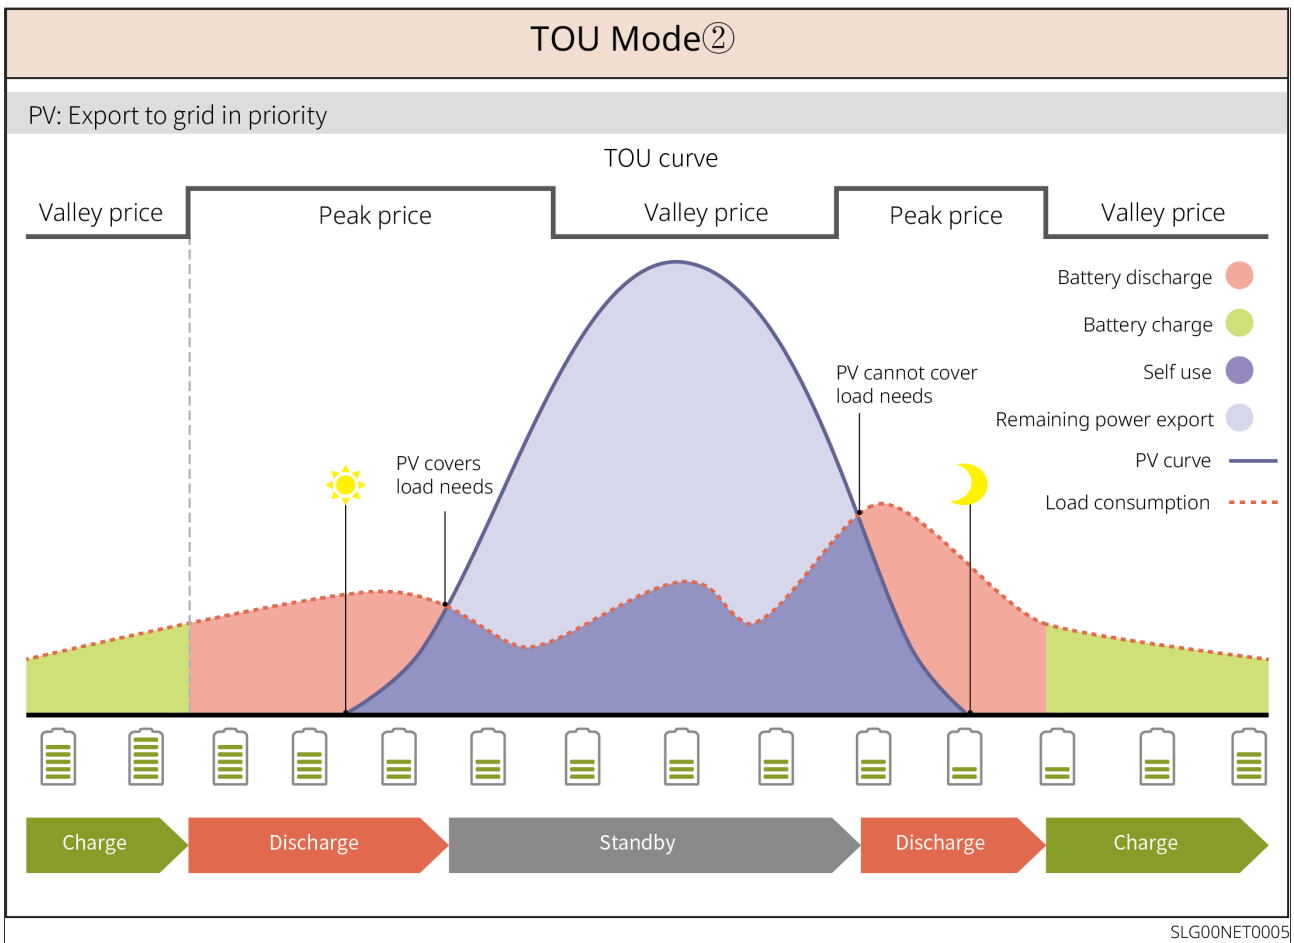 TOU Mode②
PV: Export to grid in priority
TOU curve
Valley price
Peak price
Valley price
Peak price
Valley price
Battery discharge
Battery charge
Self use
Remaining power export
PV curve
Load consumption
PV cannot cover
load needs
PV covers
load needs
Charge
Discharge
Standby
Discharge
Charge
SLG00NET0005